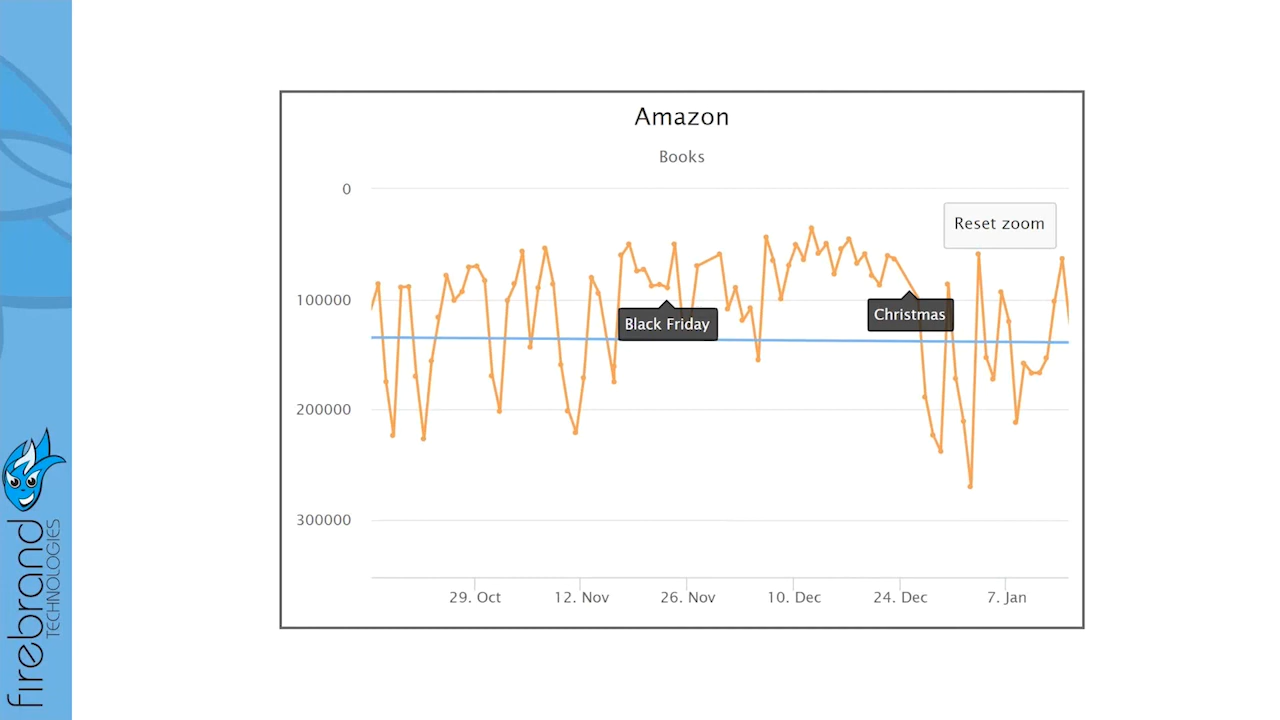 Amazon
Books
0
Reset zoom
100000
Christmas
Black Friday
200000
300000
29. Oct
12. Nov
26. Nov
10. Dec
24. Dec
7. Jan
firebrand
TECHNOLOGIES